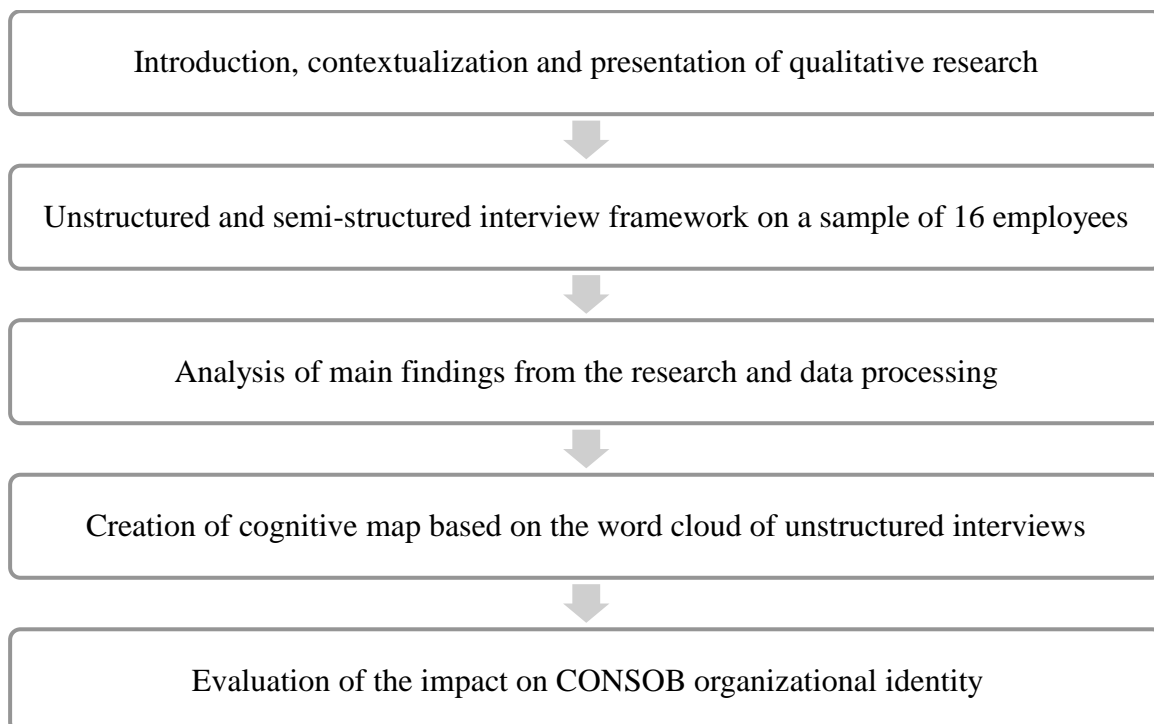 Introduction, contextualization and presentation of qualitative research
Unstructured and semi-structured interview framework on a sample of 16 employees
Analysis of main findings from the research and data processing
Creation of cognitive map based on the word cloud of unstructured interviews
Evaluation of the impact on CONSOB organizational identity